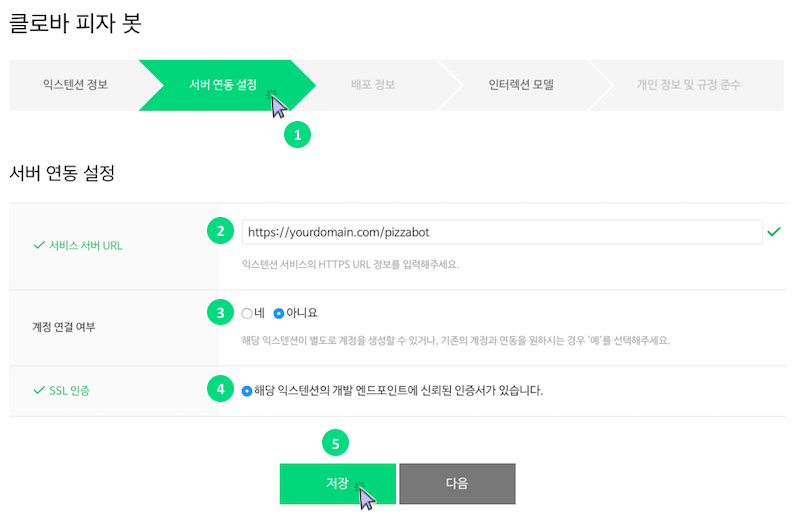 클로바 피자 봇
익스텐션 정보
서버 연동 설정
배포 정보
인터렉션 모델
개인 정보 및 규정 준수
1
서버 연동 설정
서비스 서버 URL
2
https://yourdomain.com/pizzabot
익스텐션 서비스의 HTTPS URL 정보를 입력해주세요.
계정 연결 여부
3
네 아니요
해당 익스텐션이 별도로 계정을 생성할 수 있거나, 기존의 계정과 연동을 원하시는 경우 '예'를 선택해주세요.
SSL 인증
4
해당 익스텐션의 개발 엔드포인트에 신뢰된 인증서가 있습니다.
5
저장
다음